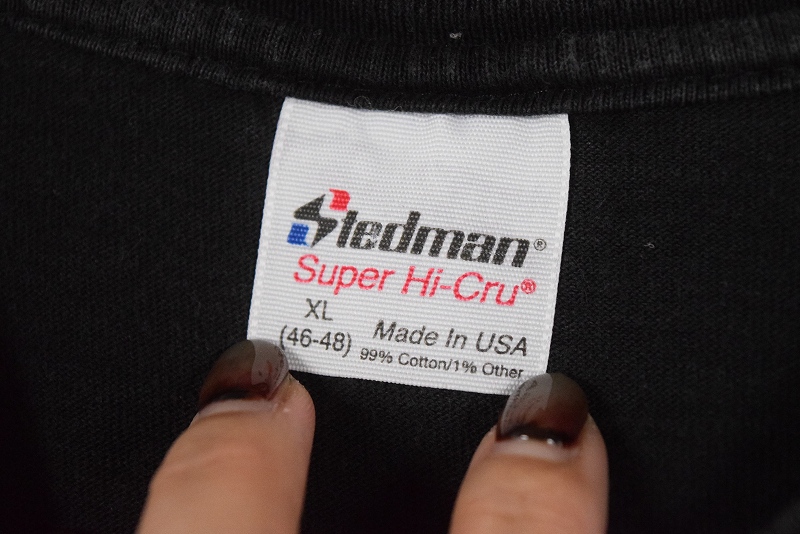 Stedman®
Super Hi-Cru®
XL
(46-48)
Made In USA
99% Cotton/1% Other